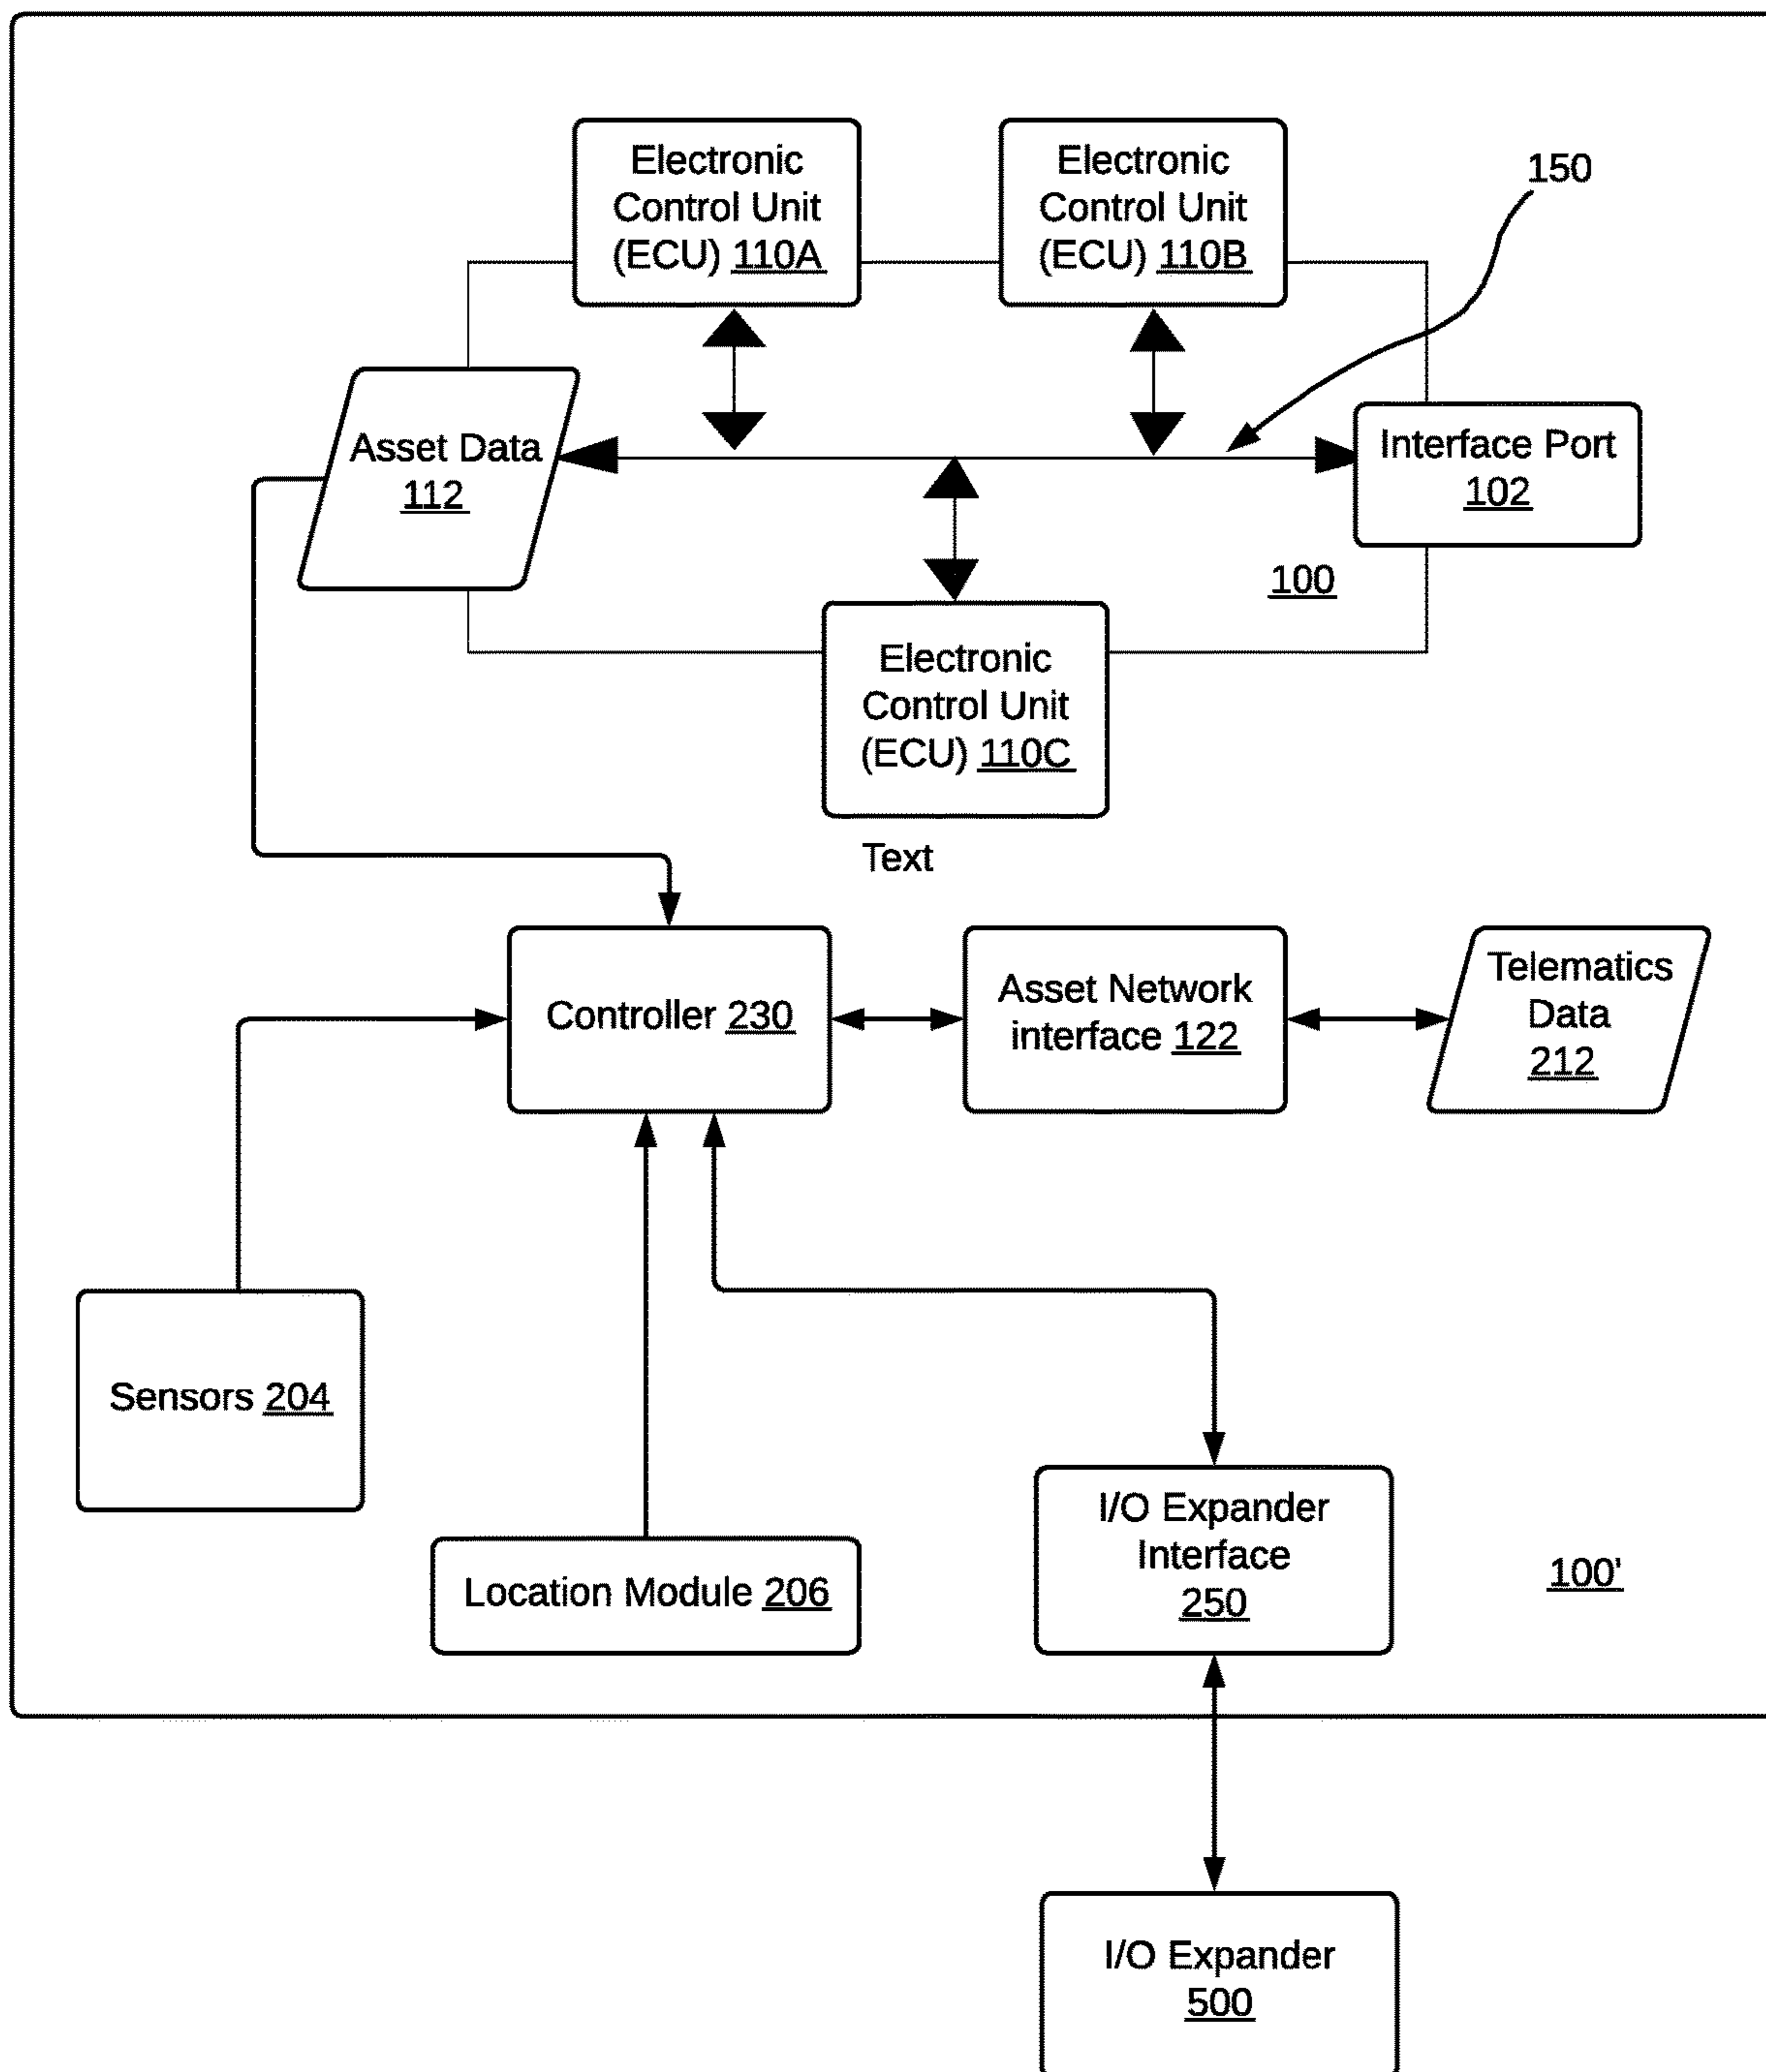 Electronic
Control Unit
(ECU) 110A
Electronic
Control Unit
(ECU) 110B
150
Asset Data
112
Interface Port
102
100
Electronic
Control Unit
(ECU) 110C
Text
Controller 230
Asset Network
interface 122
Telematics
Data
212
Sensors 204
Location Module 206
I/O Expander
Interface
250
100'
I/O Expander
500